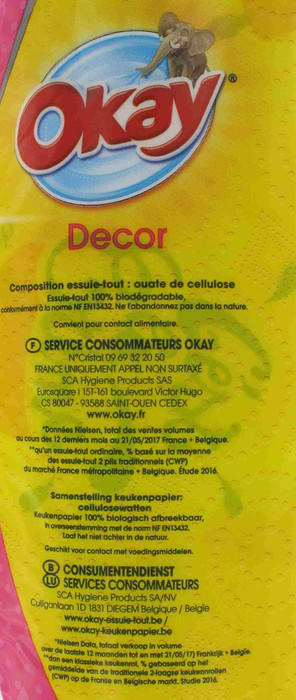 Okay®
Decor
Composition essuie-tout : ouate de cellulose
Essuie-tout 100% biodégradable,
conformément à la norme NF EN13432. Ne l'abandonnez pas dans la nature.
Convient pour contact alimentaire.
F SERVICE CONSOMMATEURS OKAY
N°Cristal 09 69 32 20 50
FRANCE UNIQUEMENT APPEL NON SURTAXÉ
SCA Hygiene Products SAS
Eurosquare I 151-161 boulevard Victor Hugo
CS 80047 - 93588 SAINT-OUEN CEDEX
www.okay.fr
*Données Nielsen, total des ventes volumes
au cours des 12 derniers mois au 21/05/2017 France + Belgique.
**qu'un essuie-tout ordinaire, % basé sur la moyenne
des essuie-tout 2 plis traditionnels (CWP)
du marché France métropolitaine + Belgique. Étude 2016.
Samenstelling keukenpapier:
cellulosewatten
Keukenpapier 100% biologisch afbreekbaar,
in overeenstemming met de norm NF EN13432.
Laat het niet achter in de natuur.
Geschikt voor contact met voedingsmiddelen.
B CONSUMENTENDIENST
LU SERVICES CONSOMMATEURS
SCA Hygiene Products SA/NV
Culliganlaan 1D 1831 DIEGEM Belgique / Belgie
www.okay-essuie-tout.be /
www.okay-keukenpapier.be
*Nielsen Data, totaal verkoop in volume
over de laatste 12 maanden tot en met 21/05/17) Frankrijk + België.
**dan een klassieke keukenrol, % gebaseerd op het
gemiddelde van de traditionele 2-laagse keukenrollen
(CWP) op de Franse en Belgische markt. Studie 2016.